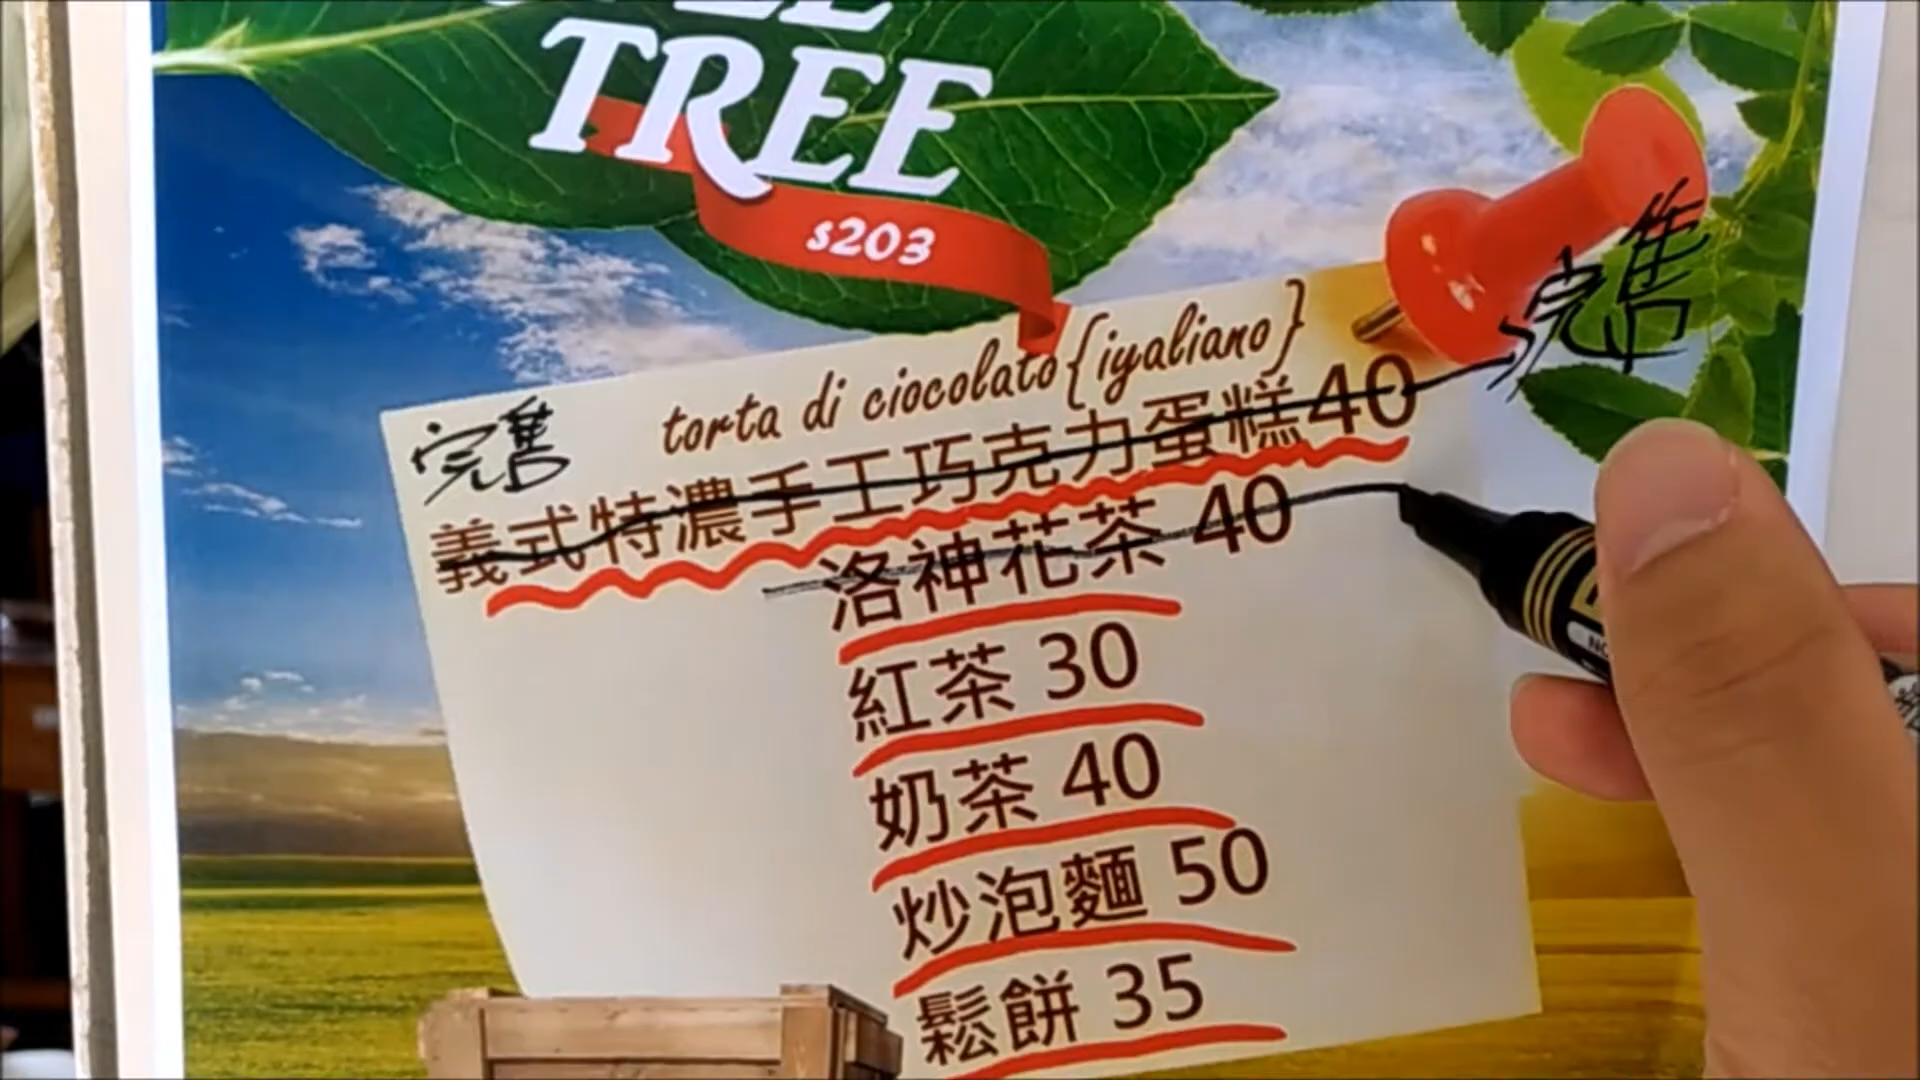 TREE
s203
完售
torta di ciocolato{iyaliano}
完售
義式特濃手工巧克力蛋糕40
洛神花茶 40
紅茶 30
奶茶 40
炒泡麵 50
鬆餅 35